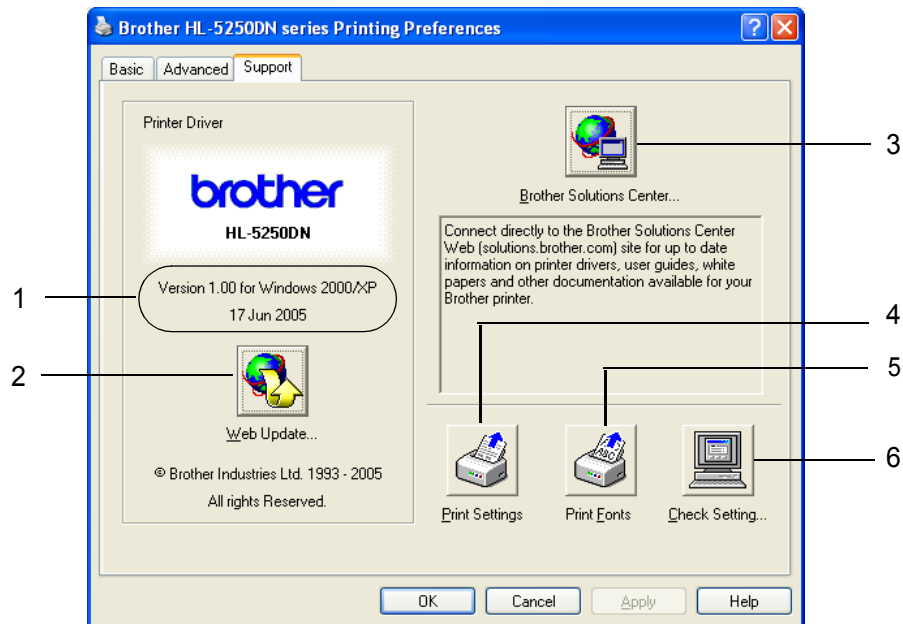 Brother HL-5250DN series Printing Preferences
Basic
Advanced
Support
Printer Driver
brother
HL-5250DN
1
Version 1.00 for Windows 2000/XP
17 Jun 2005
2
Web Update...
© Brother Industries Ltd. 1993 - 2005
All rights Reserved.
3
Brother Solutions Center...
Connect directly to the Brother Solutions Center
Web (solutions.brother.com) site for up to date
information on printer drivers, user guides, white
papers and other documentation available for your
Brother printer.
4
5
6
Print Settings
Print Fonts
Check Setting...
OK
Cancel
Apply
Help